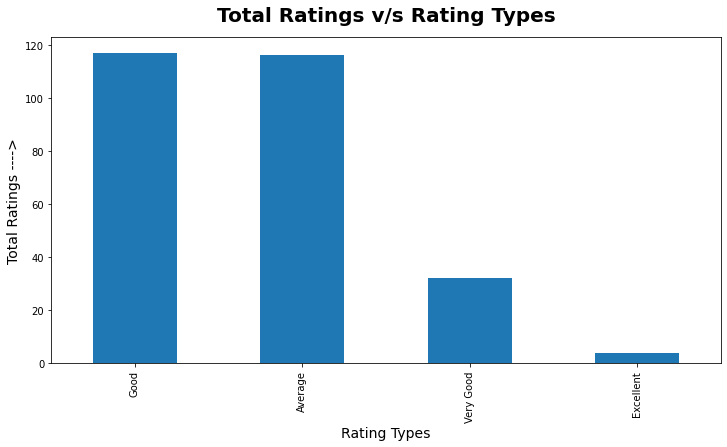 Total Ratings v/s Rating Types
Total Ratings ---->
120
100
80
60
40
20
0
Good
Average
Very Good
Excellent
Rating Types